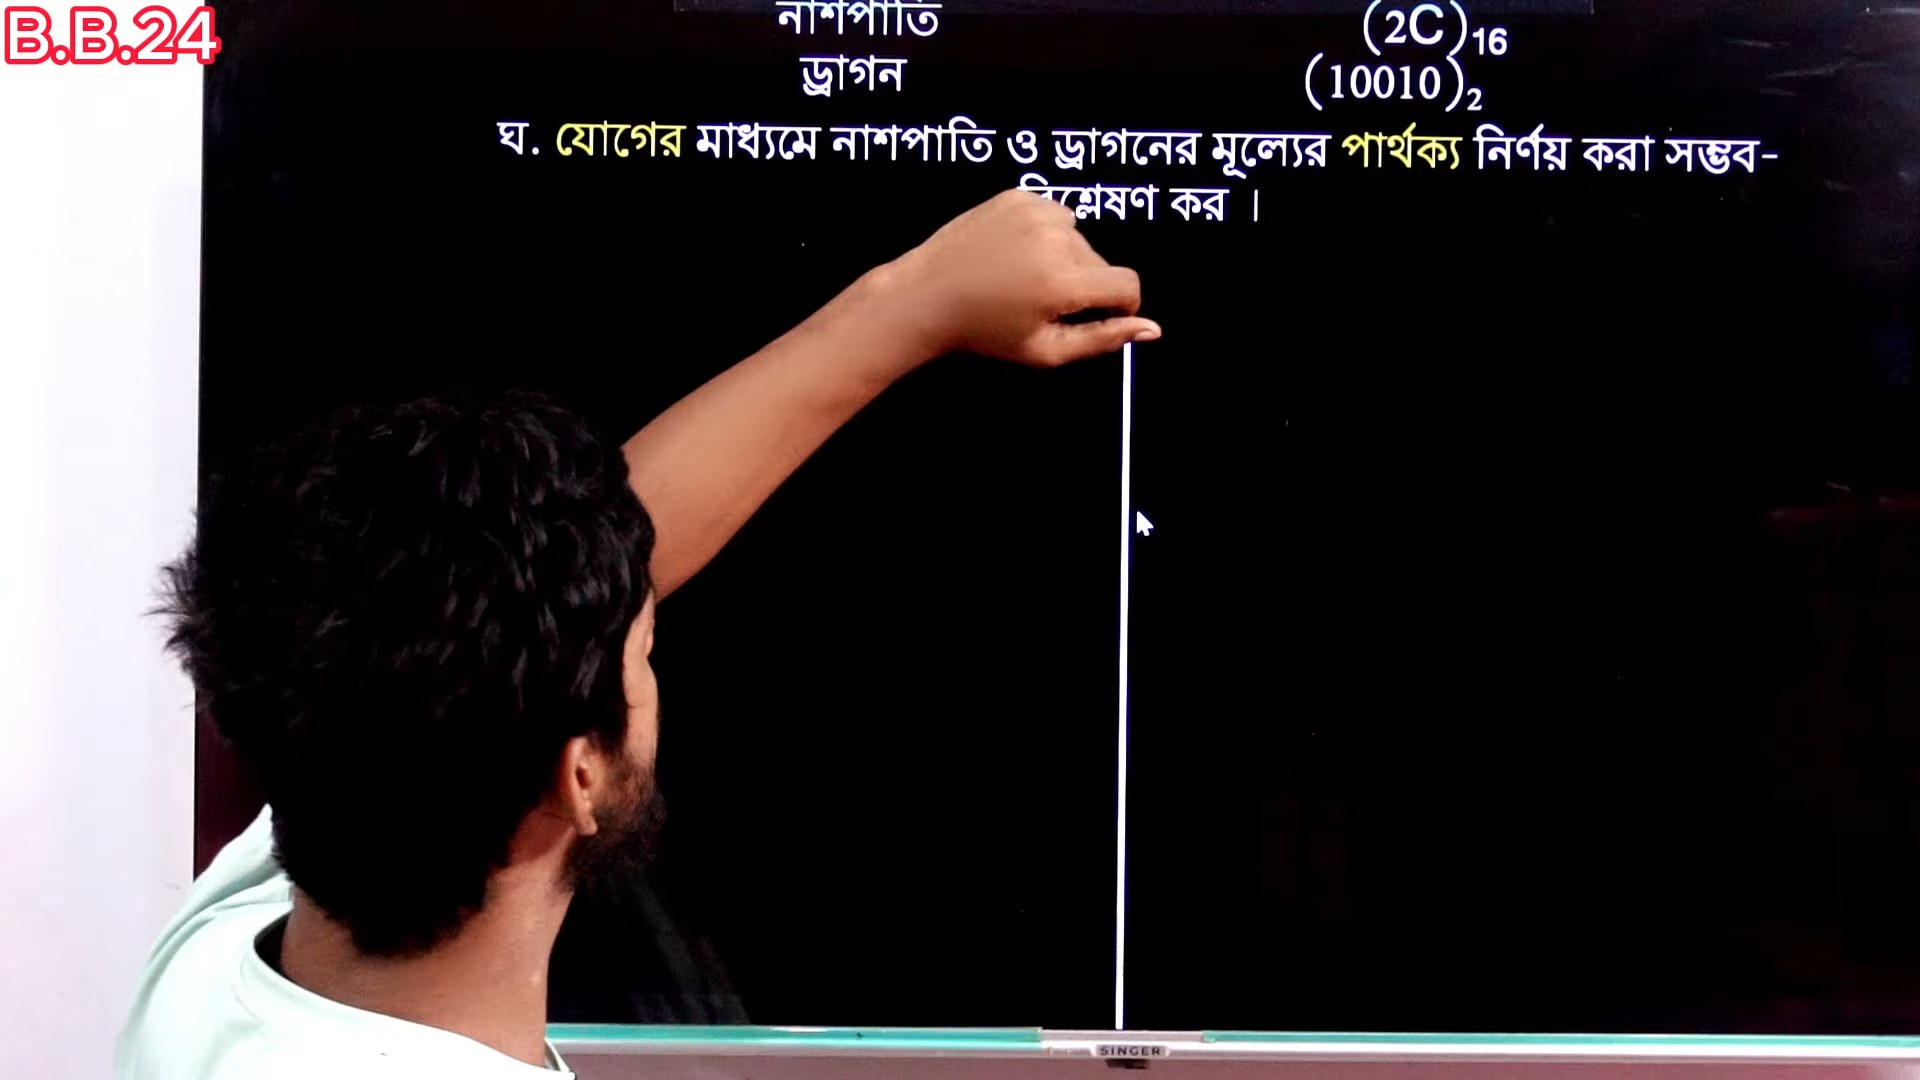 B.B.24
নাশপাতি (2C)₁₆
ড্রাগন (10010)₂
ঘ. যোগের মাধ্যমে নাশপাতি ও ড্রাগনের মূল্যের পার্থক্য নির্ণয় করা সম্ভব-
বিশ্লেষণ কর ।
SINGER